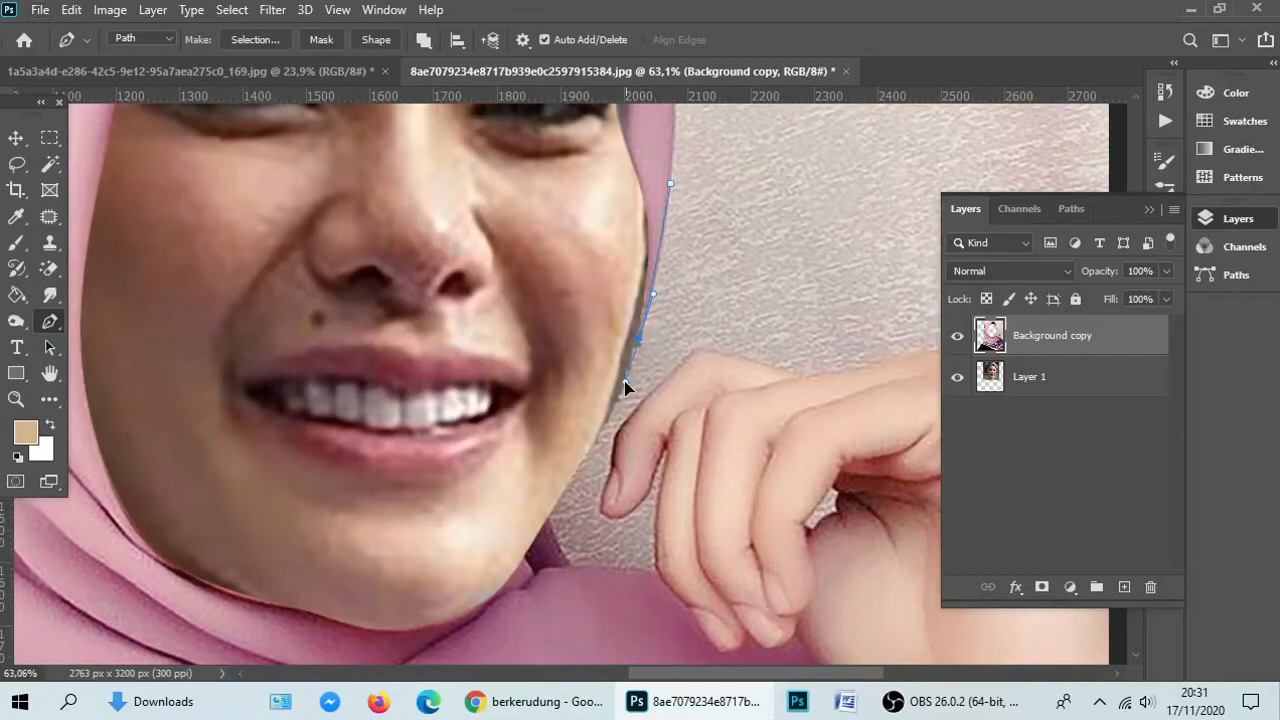 Ps File Edit Image Layer Type Select Filter 3D View Window Help
Path Make: Selection... Mask Shape Auto Add/Delete Align Edges
1a5a3a4d-e286-42c5-9e12-95a7aea275c0_169.jpg @ 23,9% (RGB/8#) * × 8ae7079234e8717b939e0c2597915384.jpg @ 63,1% (Background copy, RGB/8#) * ×
1100 1200 1300 1400 1500 1600 1700 1800 1900 2000 2100 2200 2300 2400 2500 2600 2700
Color
Swatches
Gradie...
Patterns
Layers
Channels
Paths
Layers Channels Paths
Kind
Normal Opacity: 100%
Lock: Fill: 100%
Background copy
Layer 1
fx
63,06% 2763 px x 3200 px (300 ppi)
Downloads berkerudung - Goo... Ps 8ae7079234e8717b... Ps OBS 26.0.2 (64-bit, ...
20:31
17/11/2020